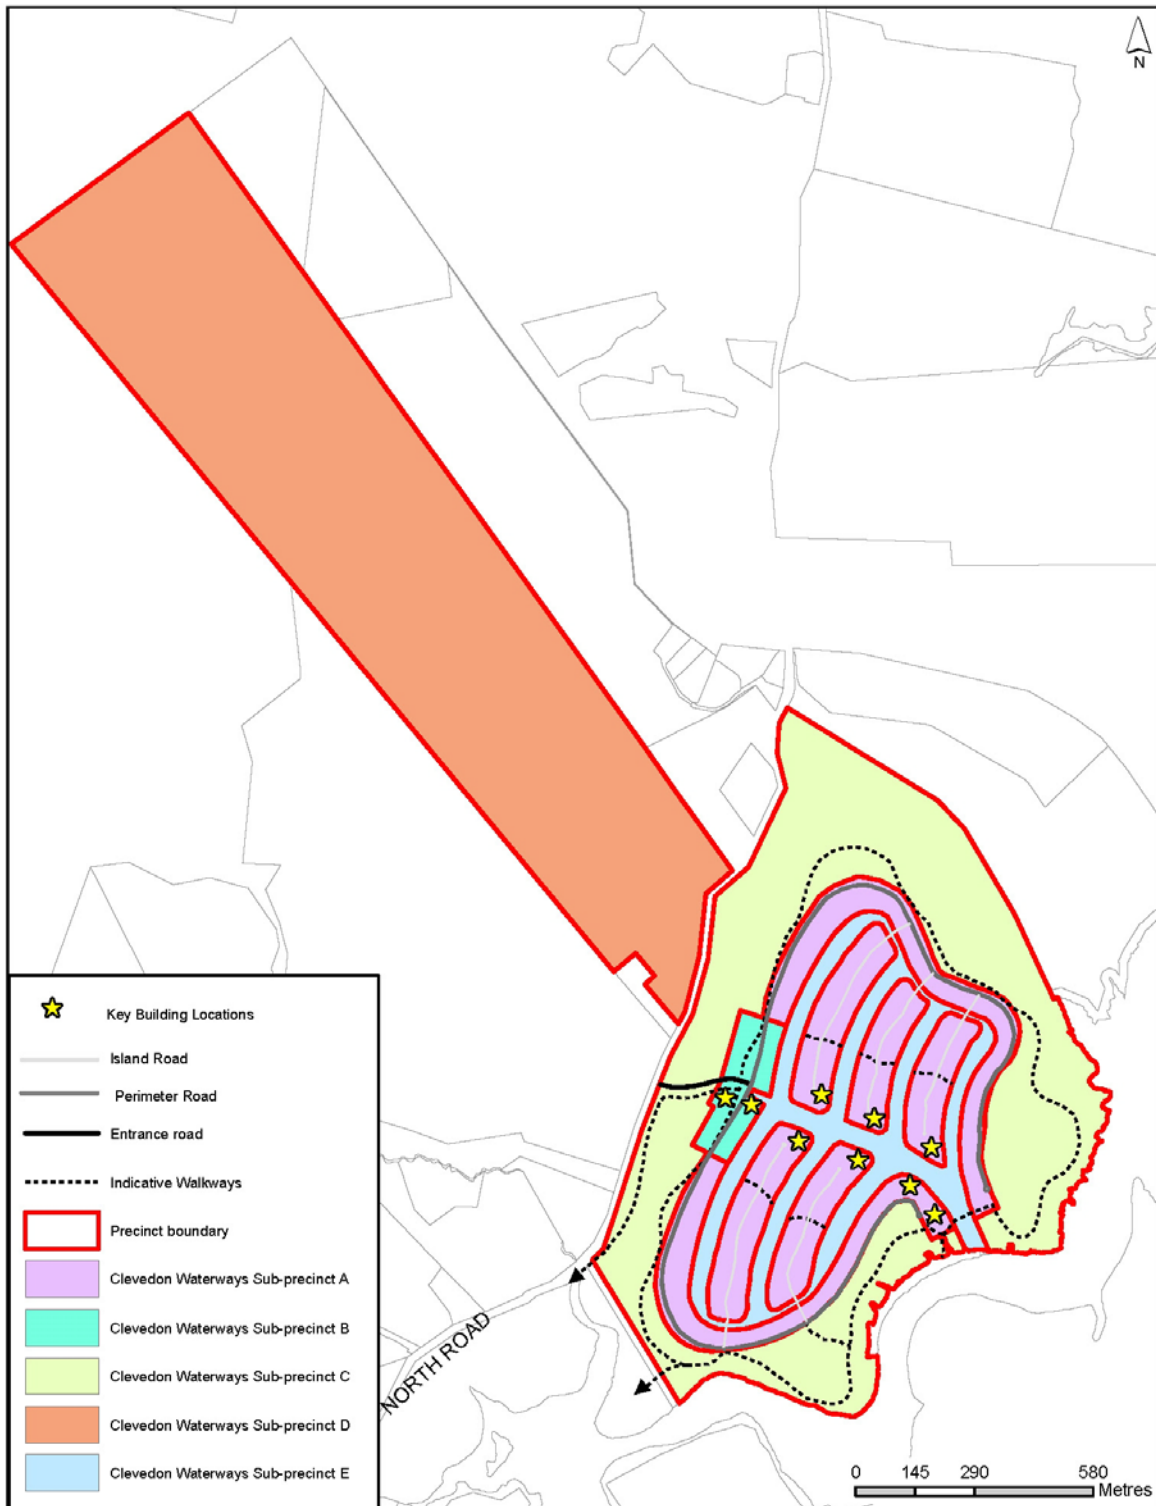 N
Key Building Locations
Island Road
Perimeter Road
Entrance road
Indicative Walkways
Precinct boundary
Clevedon Waterways Sub-precinct A
Clevedon Waterways Sub-precinct B
Clevedon Waterways Sub-precinct C
Clevedon Waterways Sub-precinct D
Clevedon Waterways Sub-precinct E
NORTH ROAD
0 145 290 580
Metres